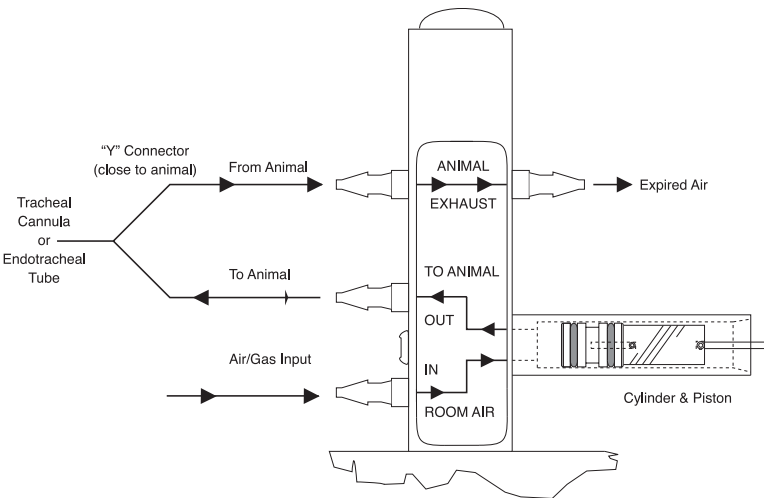 “Y” Connector
(close to animal)
From Animal
ANIMAL
EXHAUST
Expired Air
Tracheal
Cannula
or
Endotracheal
Tube
To Animal
TO ANIMAL
OUT
Air/Gas Input
IN
ROOM AIR
Cylinder & Piston